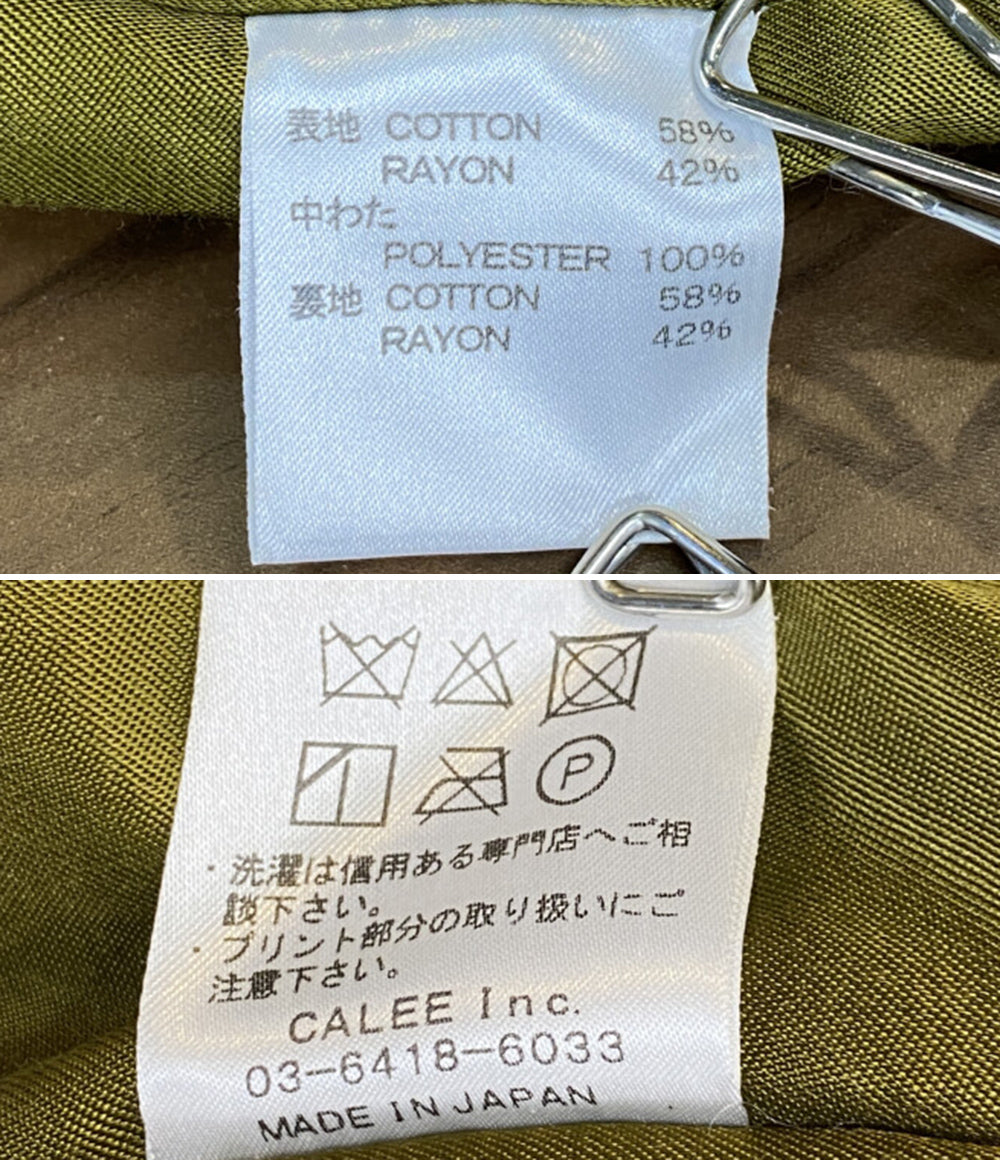 表地 COTTON 58%
RAYON 42%
中わた
POLYESTER 100%
裏地 COTTON 58%
RAYON 42%
P
・洗濯は信用ある専門店へご相
談下さい。
・プリント部分の取り扱いにご
注意下さい。
CALEE Inc.
03-6418-6033
MADE IN JAPAN